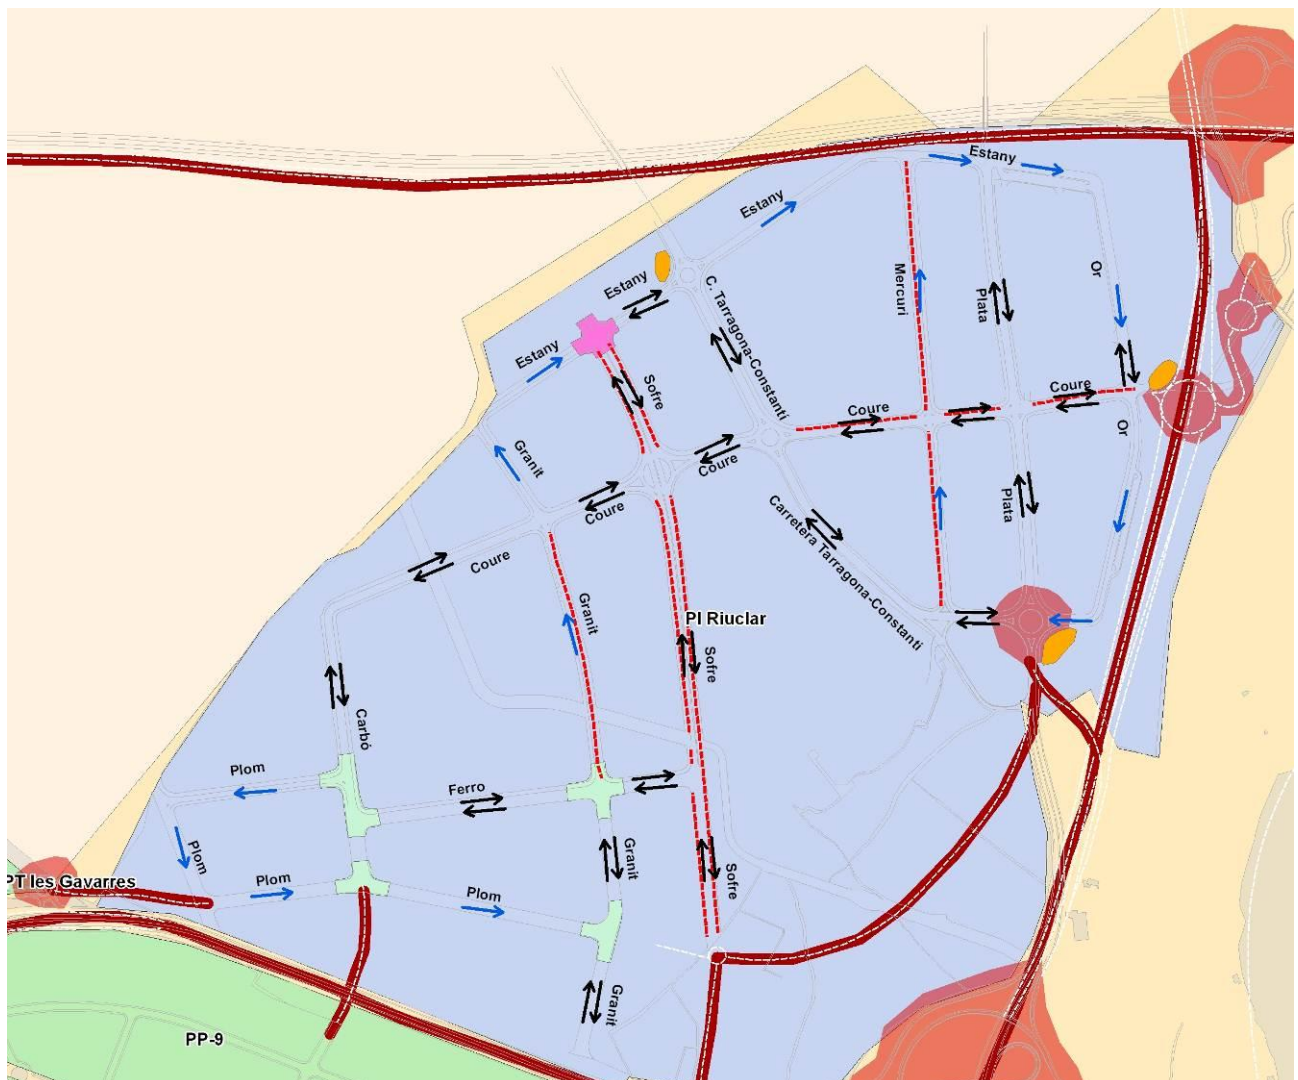 Estany
Estany
Mercuri
Plata
Or
Estany
C. Tarragona-Constantí
Estany
Sofre
Coure
Coure
Or
Granit
Coure
Plata
Coure
Carretera Tarragona-Constantí
Coure
Granit
PI Riuclar
Sofre
Carbó
Plom
Ferro
Plom
Granit
Sofre
PT les Gavarres
Plom
Plom
Granit
PP-9